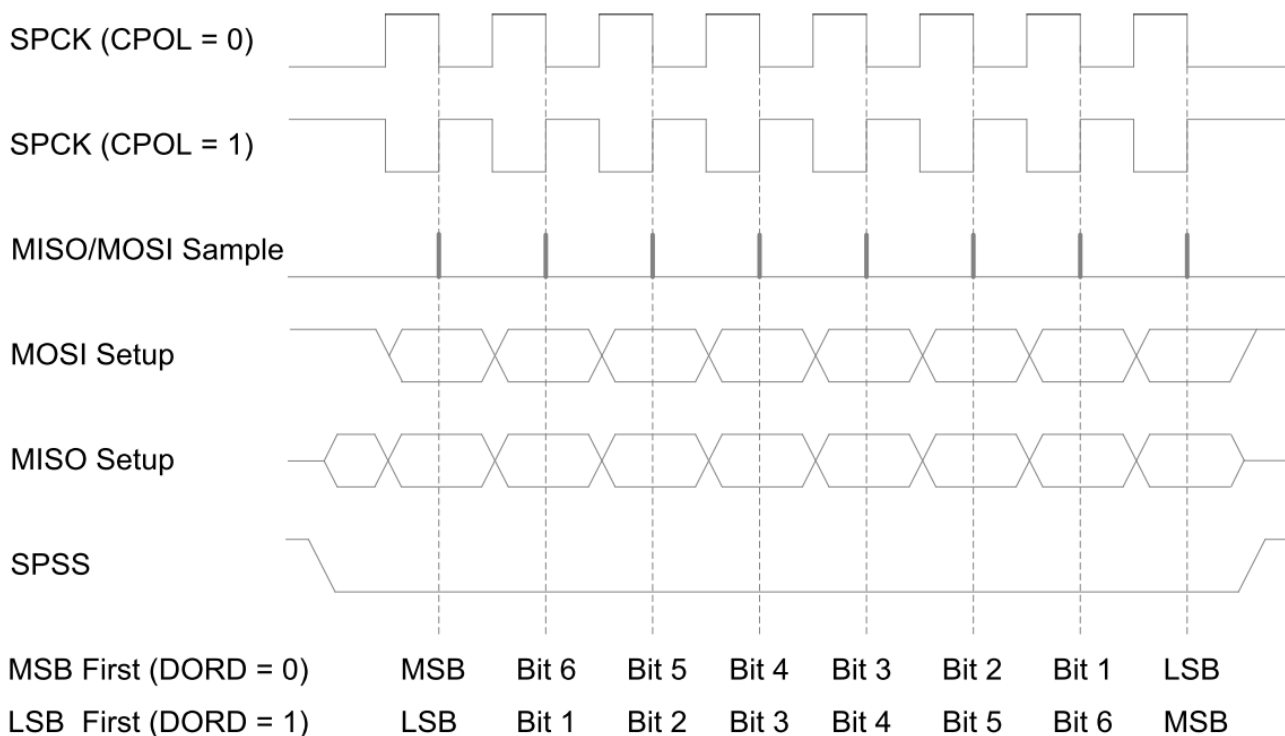 SPCK (CPOL = 0)
SPCK (CPOL = 1)
MISO/MOSI Sample
MOSI Setup
MISO Setup
SPSS
MSB First (DORD = 0) MSB Bit 6 Bit 5 Bit 4 Bit 3 Bit 2 Bit 1 LSB
LSB First (DORD = 1) LSB Bit 1 Bit 2 Bit 3 Bit 4 Bit 5 Bit 6 MSB